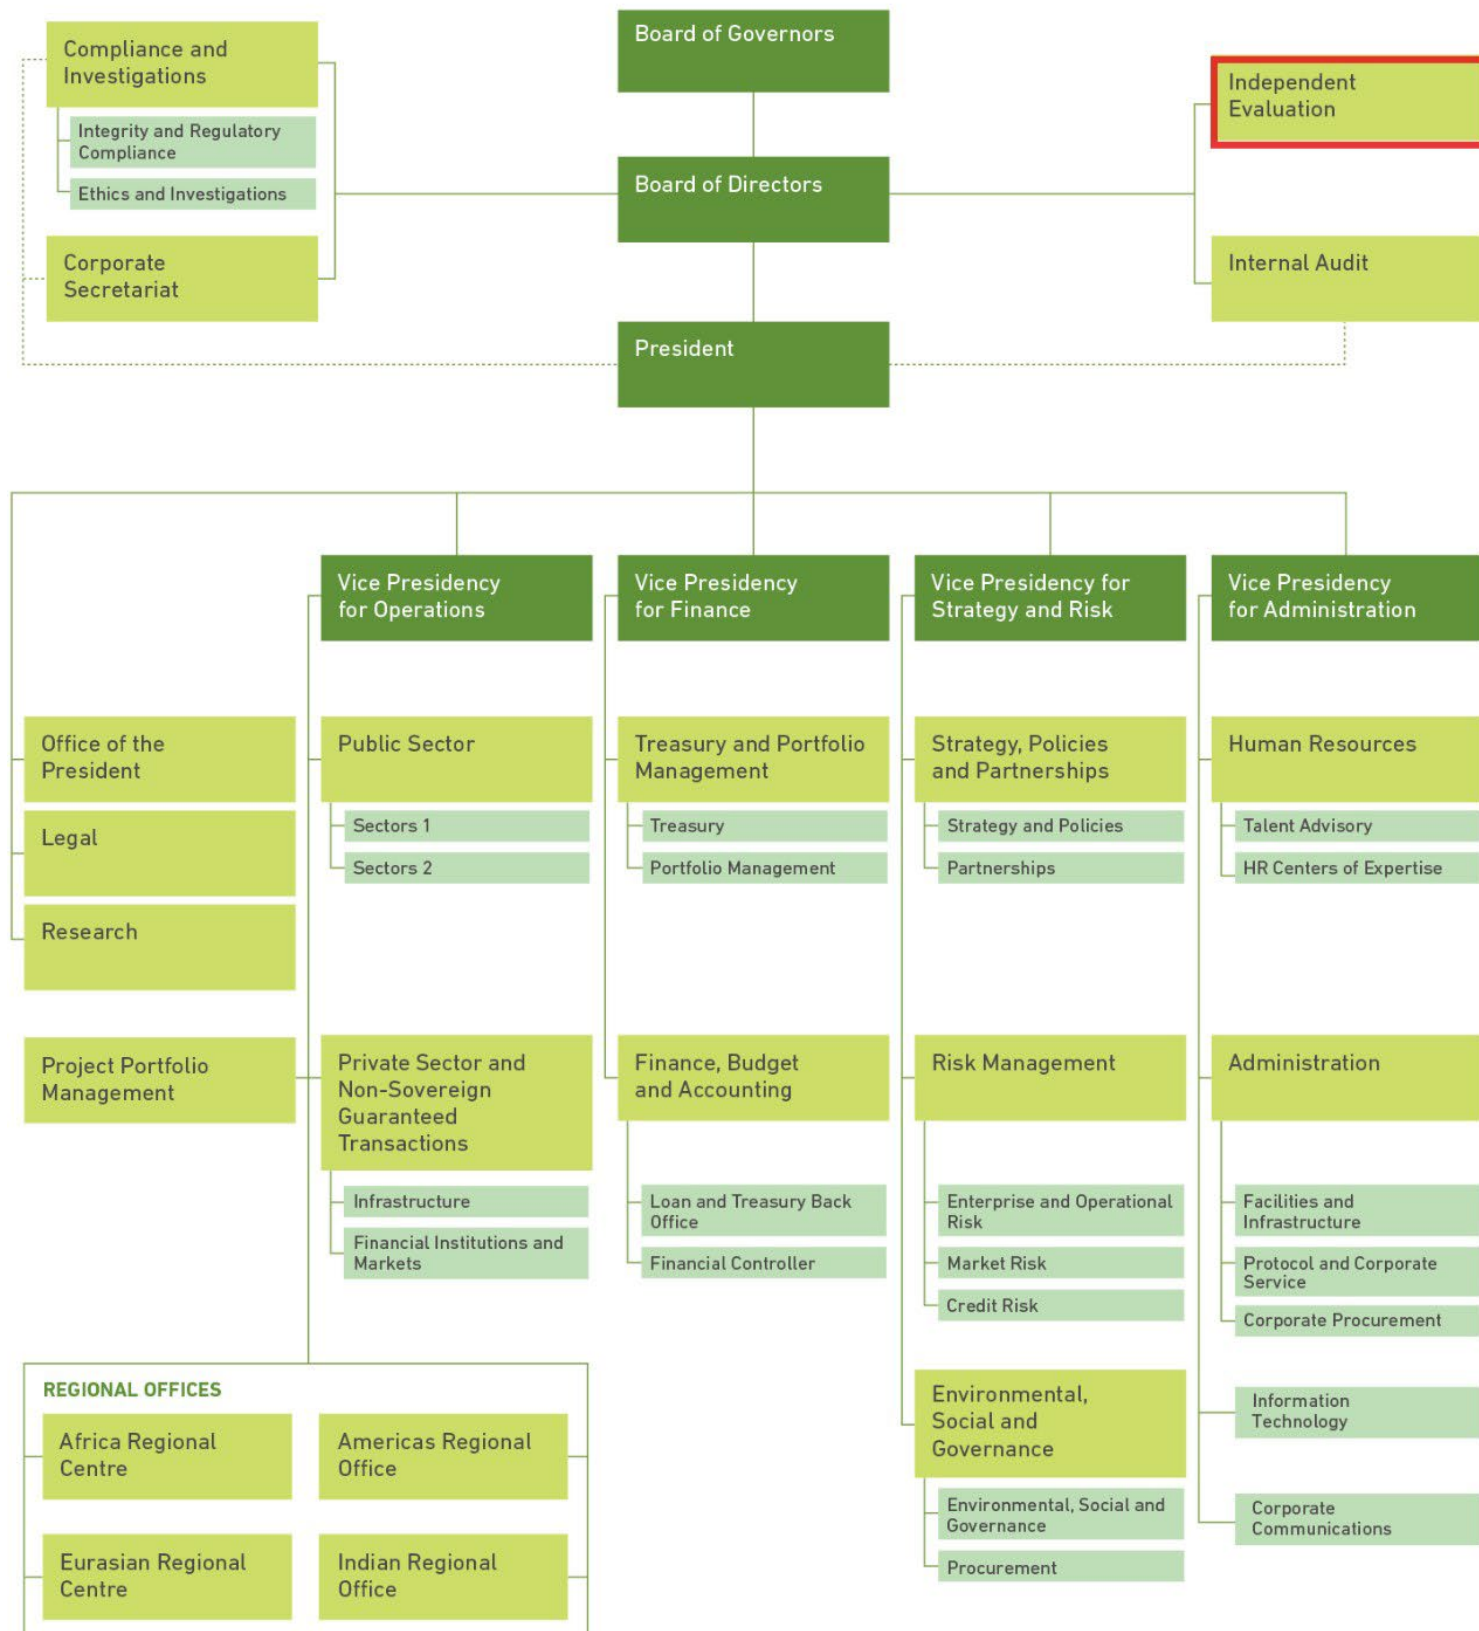 Board of Governors
Compliance and
Investigations
Integrity and Regulatory
Compliance
Ethics and Investigations
Independent
Evaluation
Board of Directors
Corporate
Secretariat
Internal Audit
President
Vice Presidency
for Operations
Vice Presidency
for Finance
Vice Presidency for
Strategy and Risk
Vice Presidency
for Administration
Office of the
President
Legal
Research
Project Portfolio
Management
Public Sector
Sectors 1
Sectors 2
Private Sector and
Non-Sovereign
Guaranteed
Transactions
Infrastructure
Financial Institutions and
Markets
Treasury and Portfolio
Management
Treasury
Portfolio Management
Finance, Budget
and Accounting
Loan and Treasury Back
Office
Financial Controller
Strategy, Policies
and Partnerships
Strategy and Policies
Partnerships
Risk Management
Enterprise and Operational
Risk
Market Risk
Credit Risk
Environmental,
Social and
Governance
Environmental, Social and
Governance
Procurement
Human Resources
Talent Advisory
HR Centers of Expertise
Administration
Facilities and
Infrastructure
Protocol and Corporate
Service
Corporate Procurement
Information
Technology
Corporate
Communications
REGIONAL OFFICES
Africa Regional
Centre
Americas Regional
Office
Eurasian Regional
Centre
Indian Regional
Office